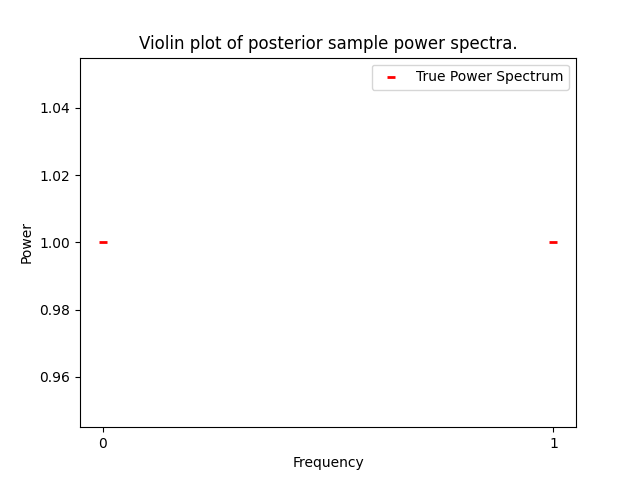 Violin plot of posterior sample power spectra.
True Power Spectrum
1.04
1.02
1.00
0.98
0.96
Power
0
1
Frequency